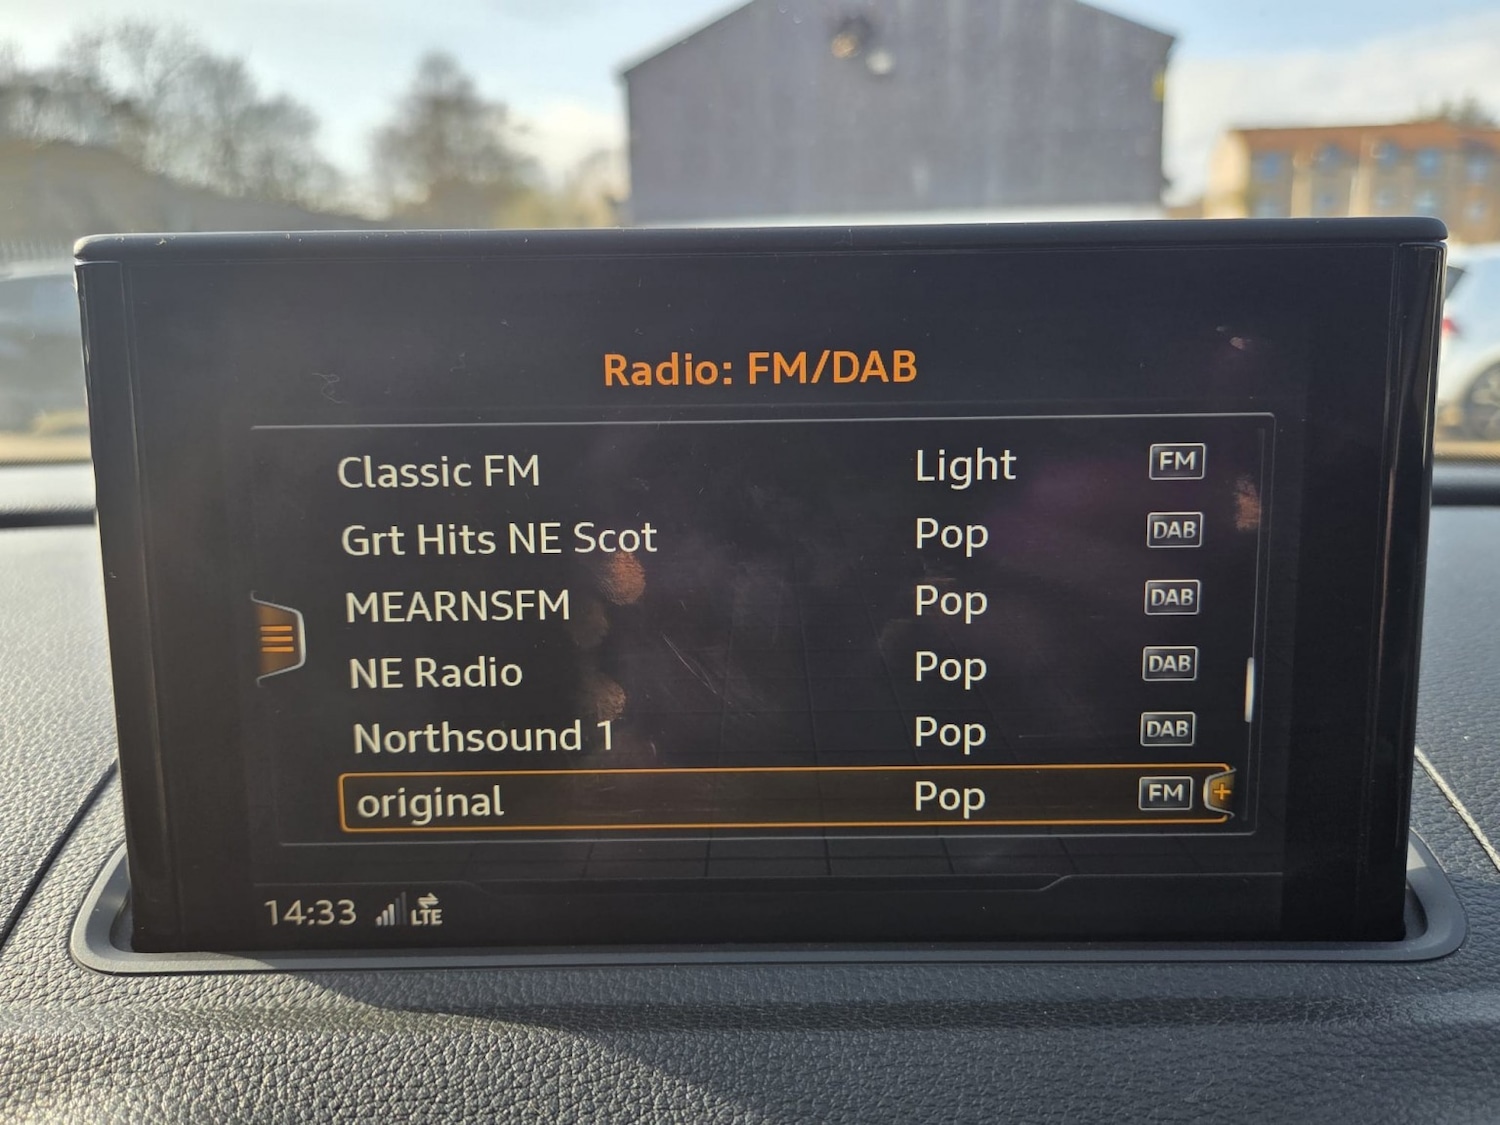 Radio: FM/DAB
Classic FM Light FM
Grt Hits NE Scot Pop DAB
MEARNSFM Pop DAB
NE Radio Pop DAB
Northsound 1 Pop DAB
original Pop FM +
14:33 LTE